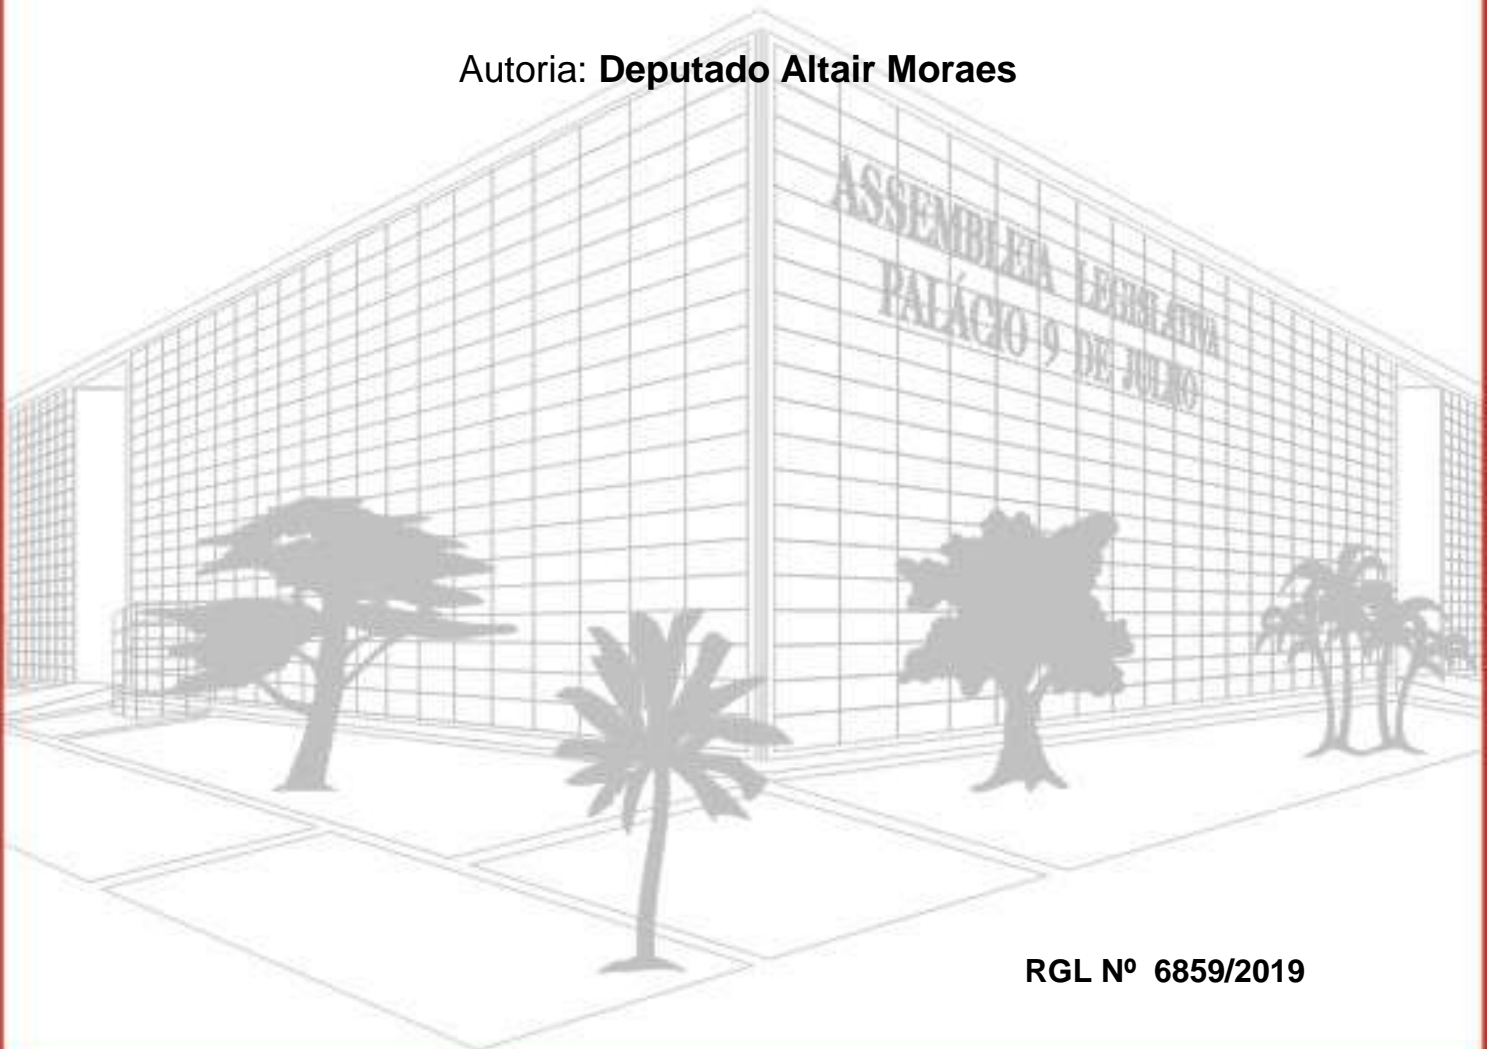 Autoria: Deputado Altair Moraes
ASSEMBLEIA LEGISLATIVA
PALÁCIO 9 DE JULHO
RGL Nº 6859/2019